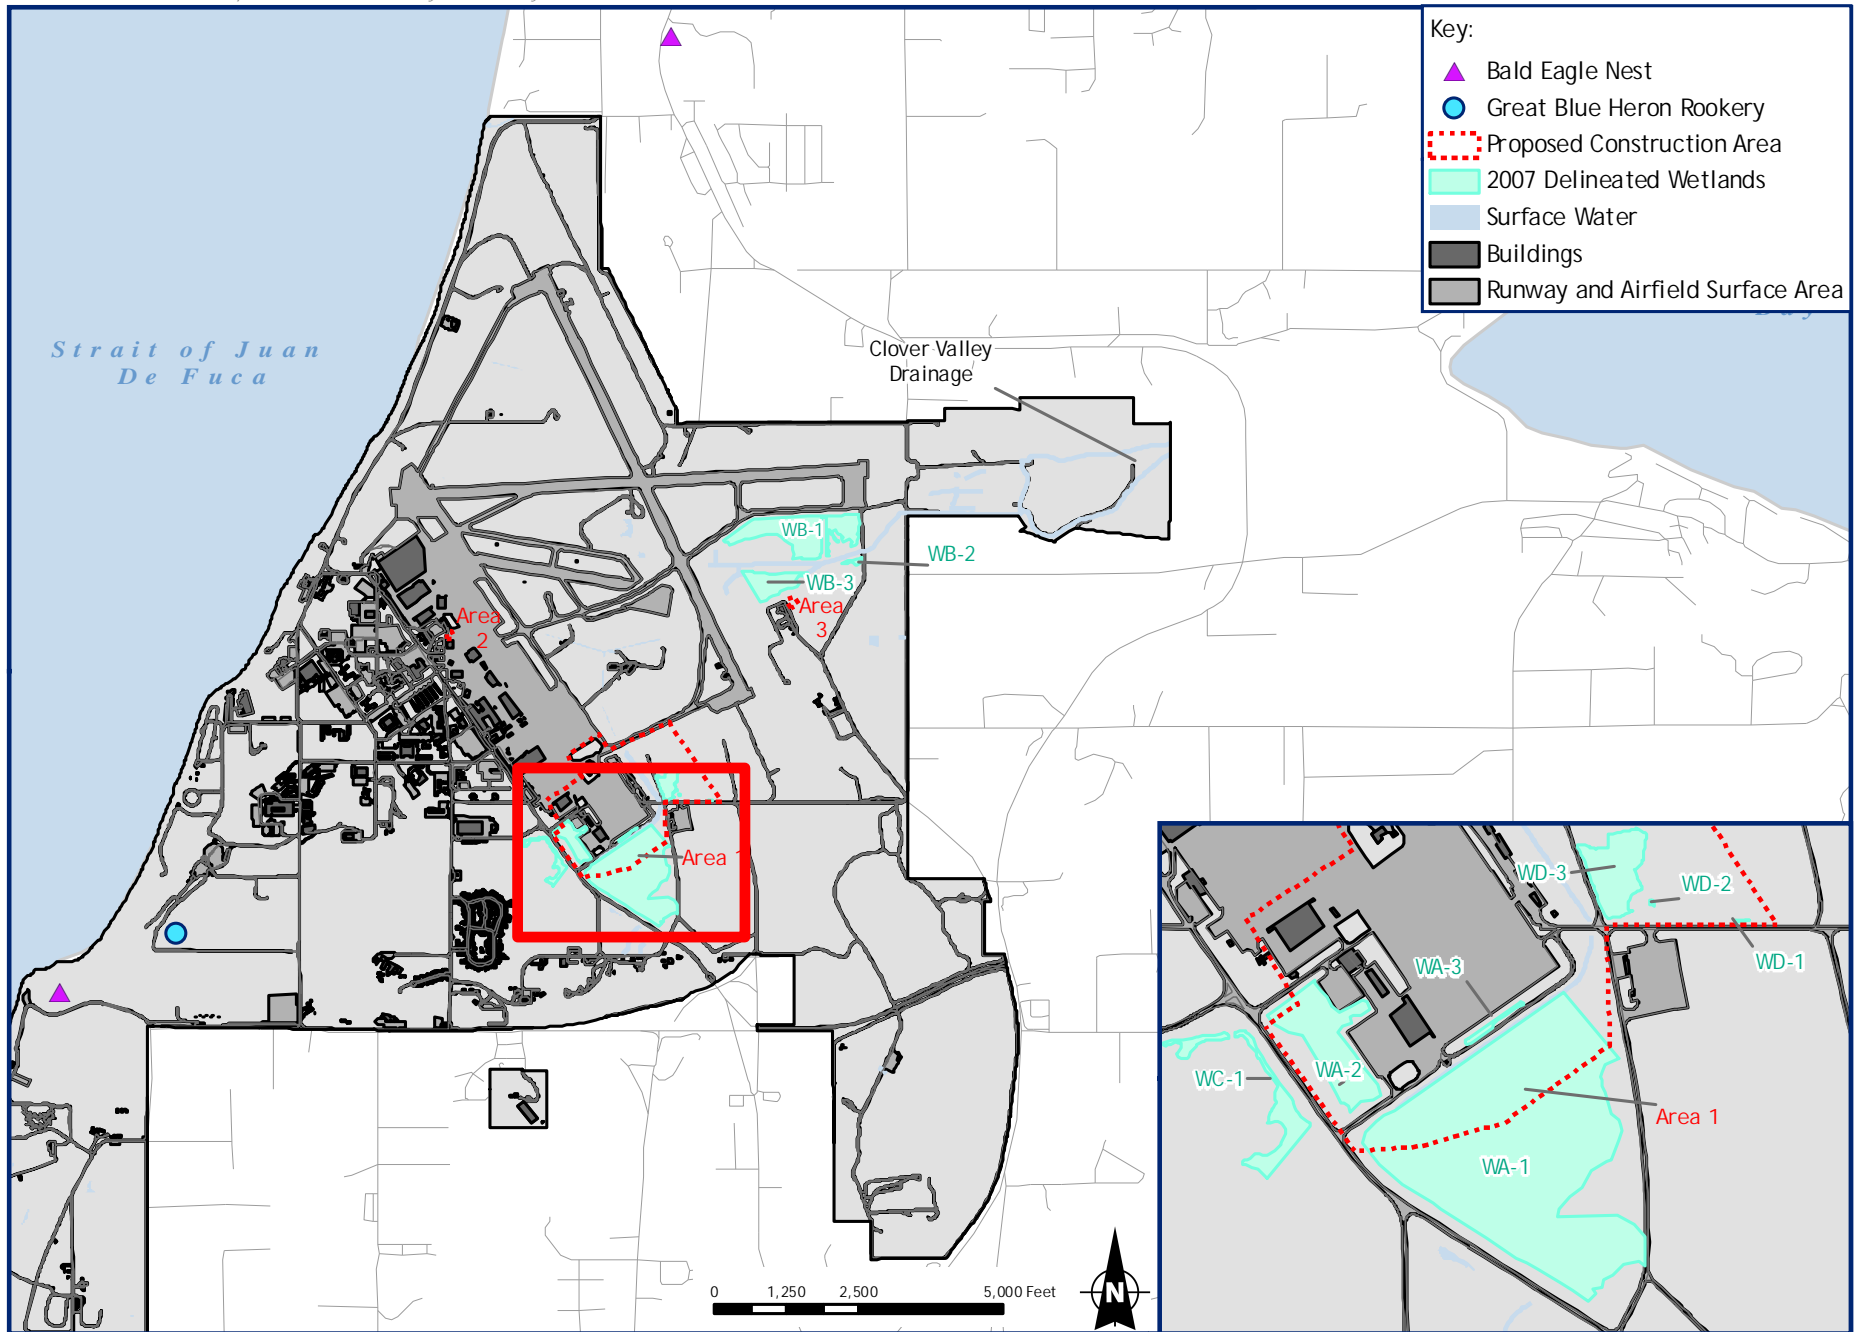 Key:
Bald Eagle Nest
Great Blue Heron Rookery
Proposed Construction Area
2007 Delineated Wetlands
Surface Water
Buildings
Runway and Airfield Surface Area
Strait of Juan
De Fuca
Clover Valley
Drainage
WB-1
WB-2
WB-3
Area
3
Area
2
Area
WD-3
WD-2
WD-1
WA-3
WA-2
WC-1
Area 1
WA-1
0 1,250 2,500 5,000 Feet
N